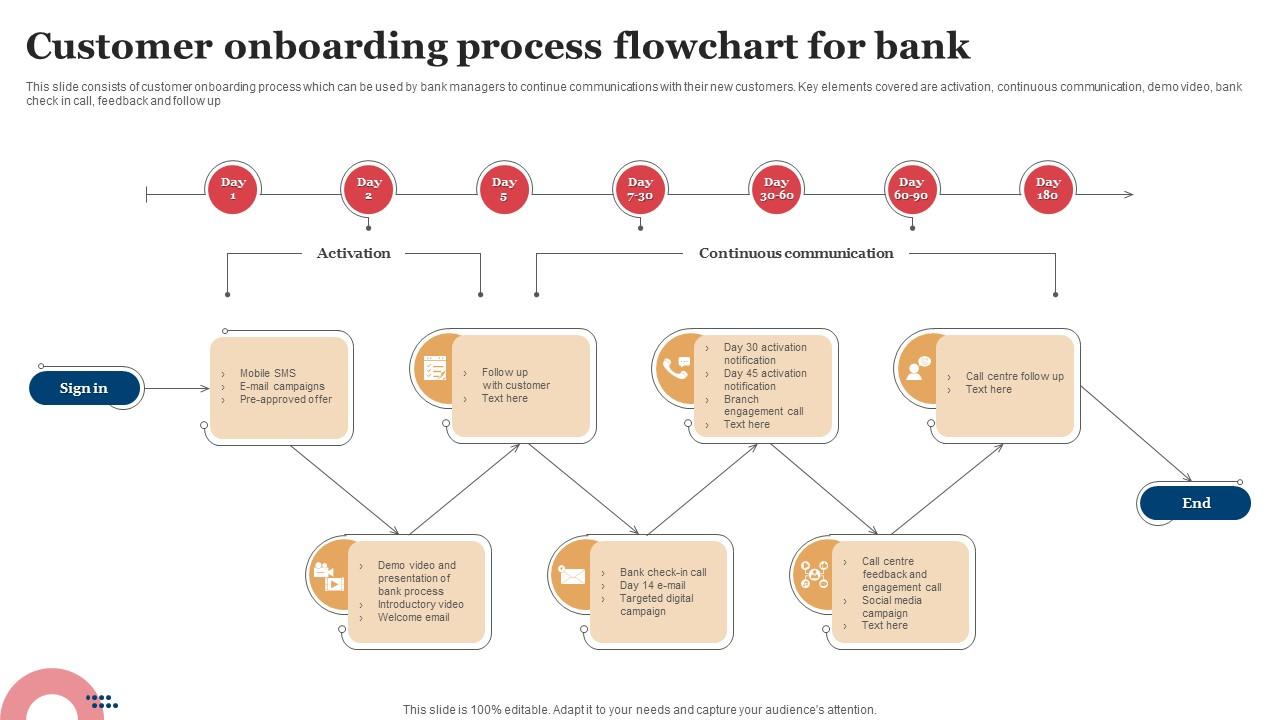 Customer onboarding process flowchart for bank
This slide consists of customer onboarding process which can be used by bank managers to continue communications with their new customers. Key elements covered are activation, continuous communication, demo video, bank
check in call, feedback and follow up
Day
1
Day
2
Day
5
Day
7-30
Day
30-60
Day
60-90
Day
180
Activation
Continuous communication
Sign in
› Mobile SMS
› E-mail campaigns
› Pre-approved offer
› Follow up
with customer
› Text here
› Day 30 activation
notification
› Day 45 activation
notification
› Branch
engagement call
› Text here
› Call centre follow up
› Text here
End
› Demo video and
presentation of
bank process
› Introductory video
› Welcome email
› Bank check-in call
› Day 14 e-mail
› Targeted digital
campaign
› Call centre
feedback and
engagement call
› Social media
campaign
› Text here
This slide is 100% editable. Adapt it to your needs and capture your audience's attention.